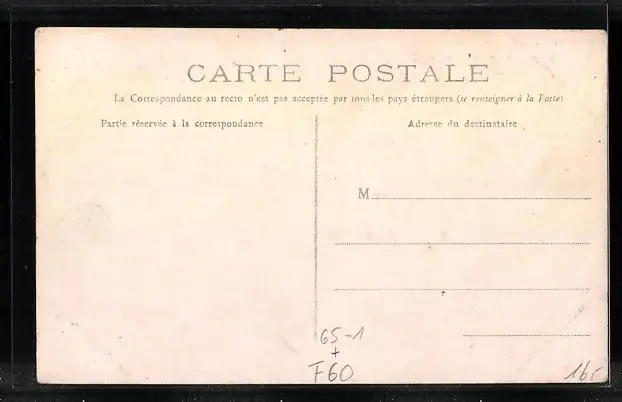 CARTE POSTALE
La Correspondance au recto n'est pas acceptée par tous les pays étrangers (se renseigner à la Poste)
Partie réservée à la correspondance
Adresse du destinataire
M
65-1
+
F60